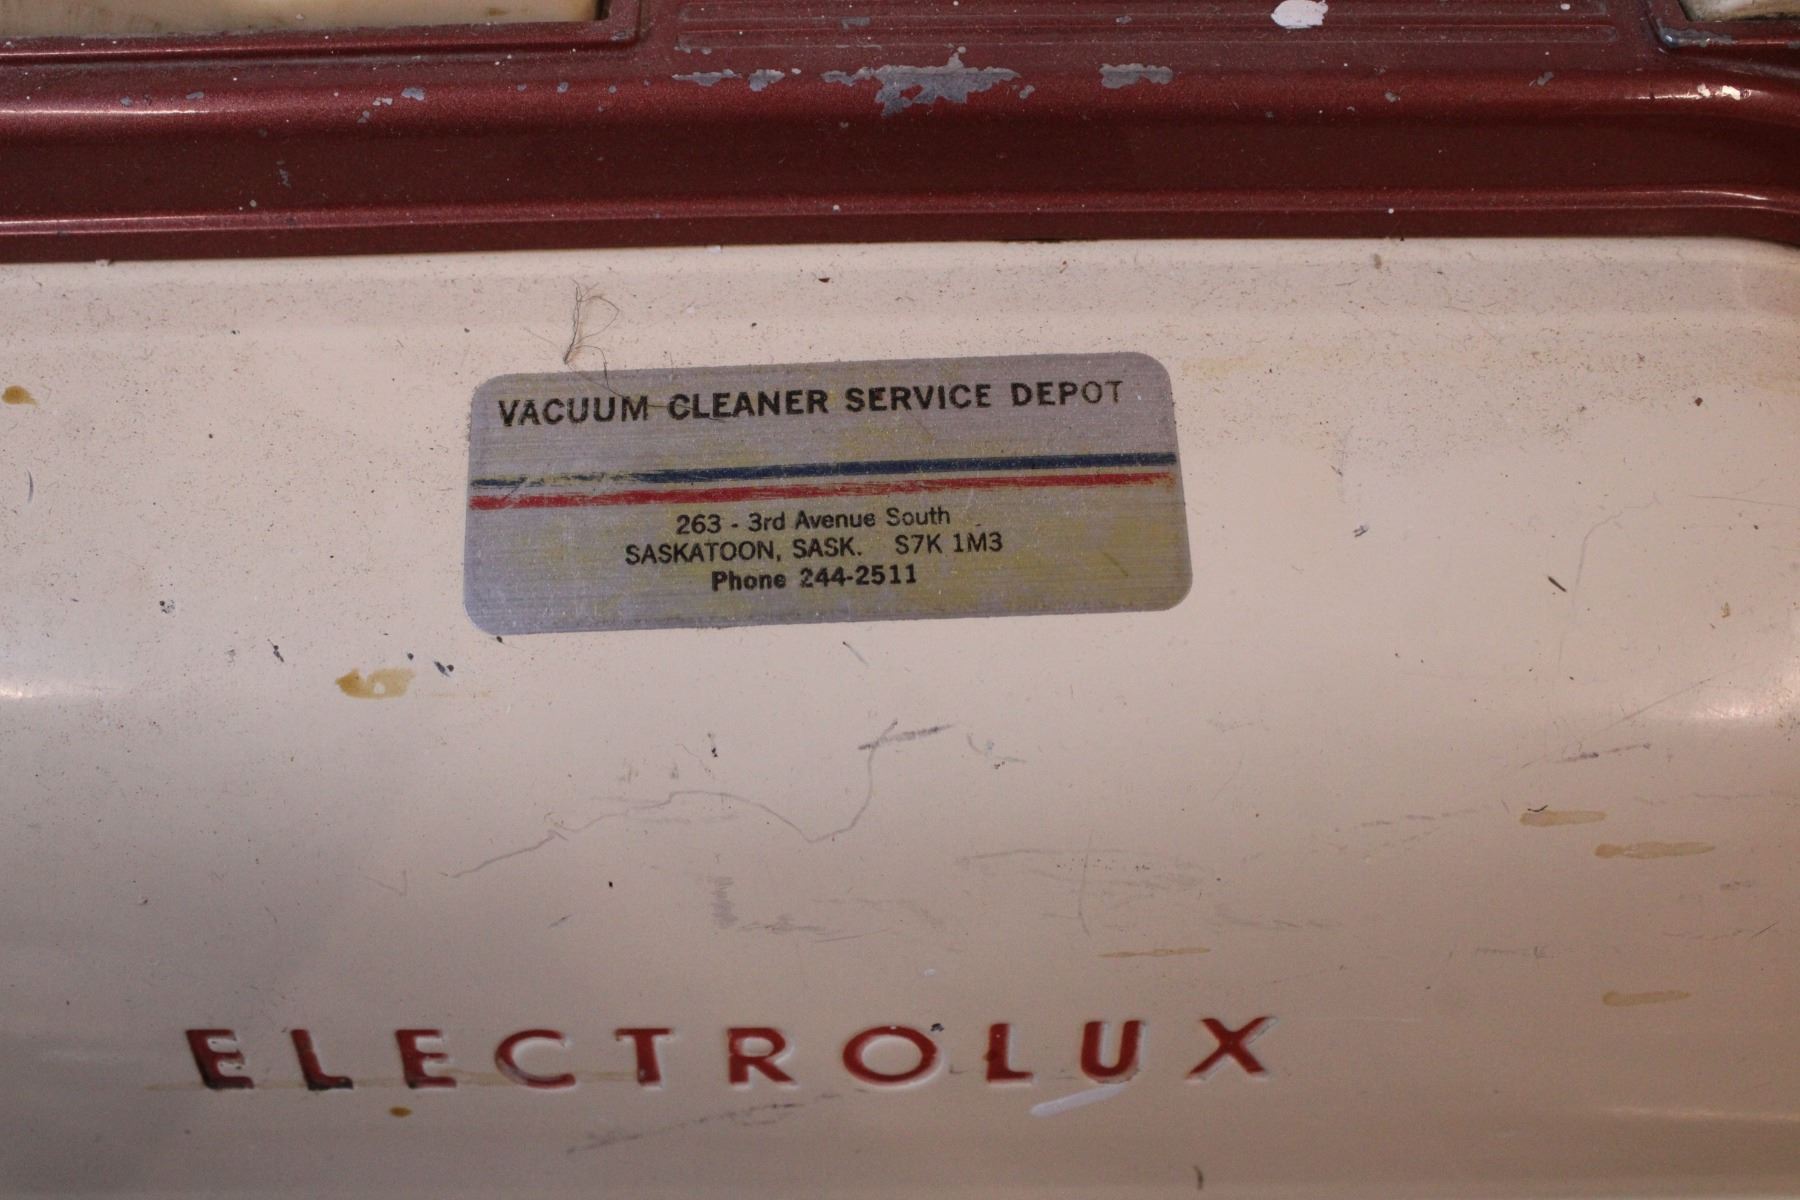 VACUUM CLEANER SERVICE DEPOT
263 - 3rd Avenue South
SASKATOON, SASK. S7K 1M3
Phone 244-2511
ELECTROLUX